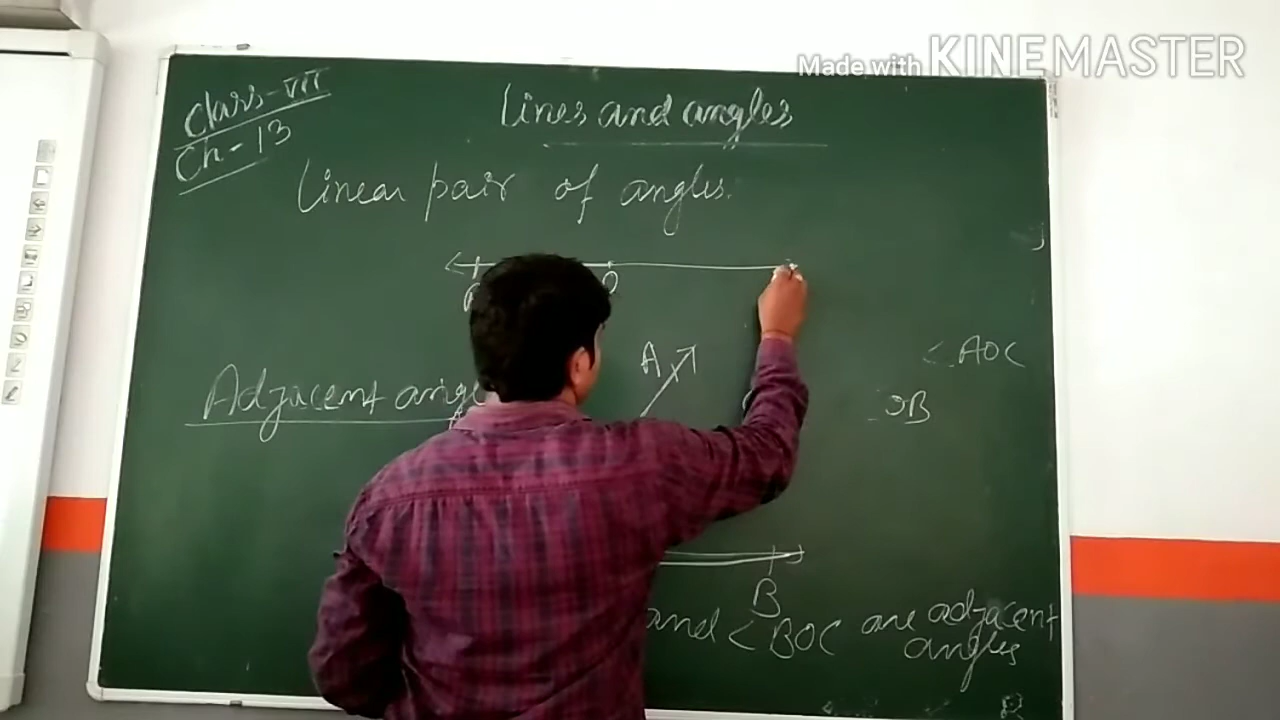 Made with KINEMASTER
Class-VII
Ch-13
Lines and angles
Linear pair of angles.
O
A
< AOC
Adjacent
OB
B
and < BOC are adjacent
angles